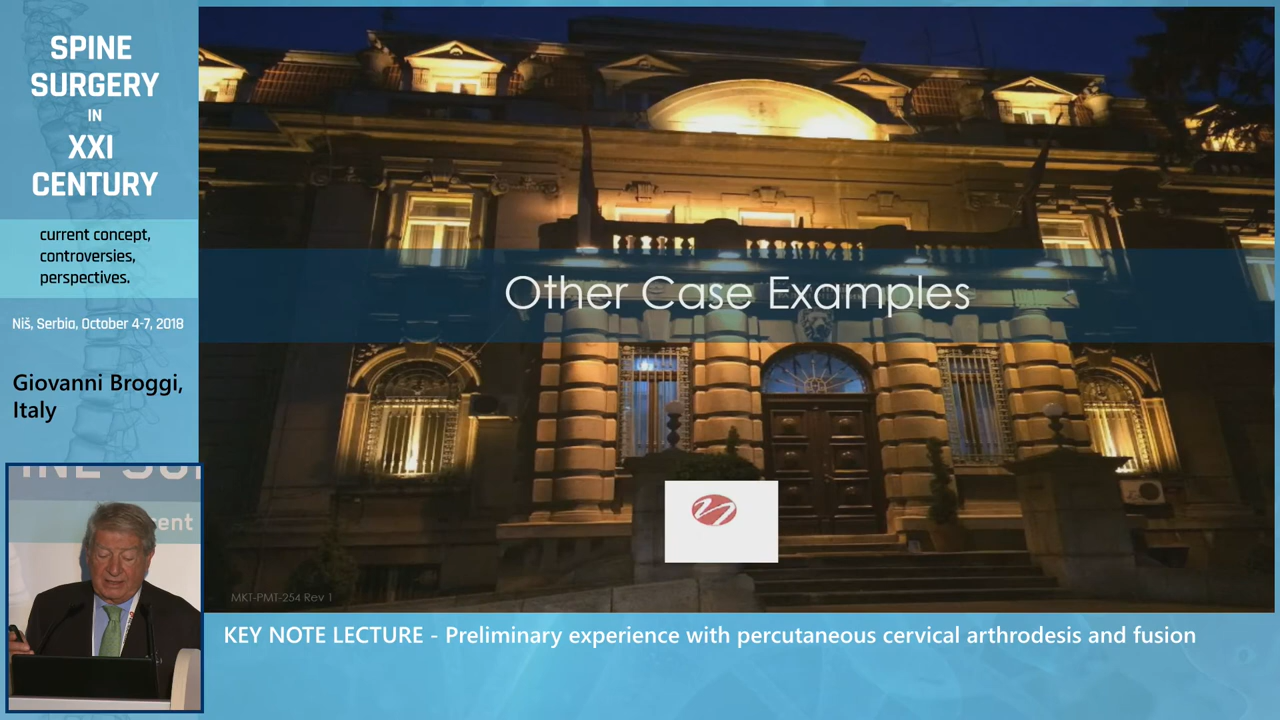 SPINE
SURGERY
IN
XXI
CENTURY
current concept,
controversies,
perspectives.
Niš, Serbia, October 4-7, 2018
Giovanni Broggi,
Italy
Other Case Examples
MKT-PMT-254 Rev 1
KEY NOTE LECTURE - Preliminary experience with percutaneous cervical arthrodesis and fusion